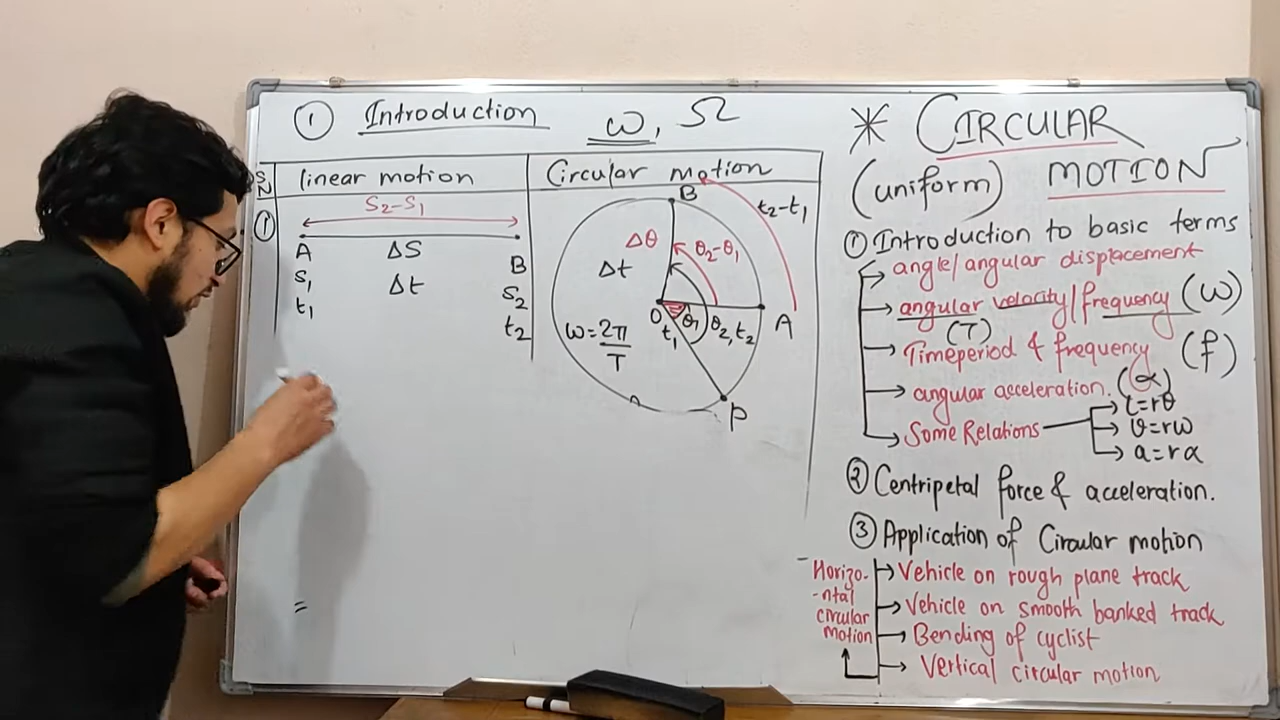 ① Introduction
ω, Ω
S
N
linear motion
Circular motion
①
S₂-S₁
A
ΔS
B
S₁
Δt
S₂
t₁
t₂
=
B
t₂-t₁
Δθ
θ₂-θ₁
Δt
O
θ₁
θ₂, t₂
A
t₁
ω=2π/T
P
* CIRCULAR
(uniform) MOTION
① Introduction to basic terms
→ angle/angular displacement
→ angular velocity/frequency (ω)
(T)
→ Timeperiod & frequency (f)
→ angular acceleration. (α)
→ Some Relations
→ l=rθ
→ v=rω
→ a=rα
② Centripetal force & acceleration.
③ Application of Circular motion
Horizo-
-ntal
circular
motion
→ Vehicle on rough plane track
→ Vehicle on smooth banked track
→ Bending of cyclist
→ Vertical circular motion